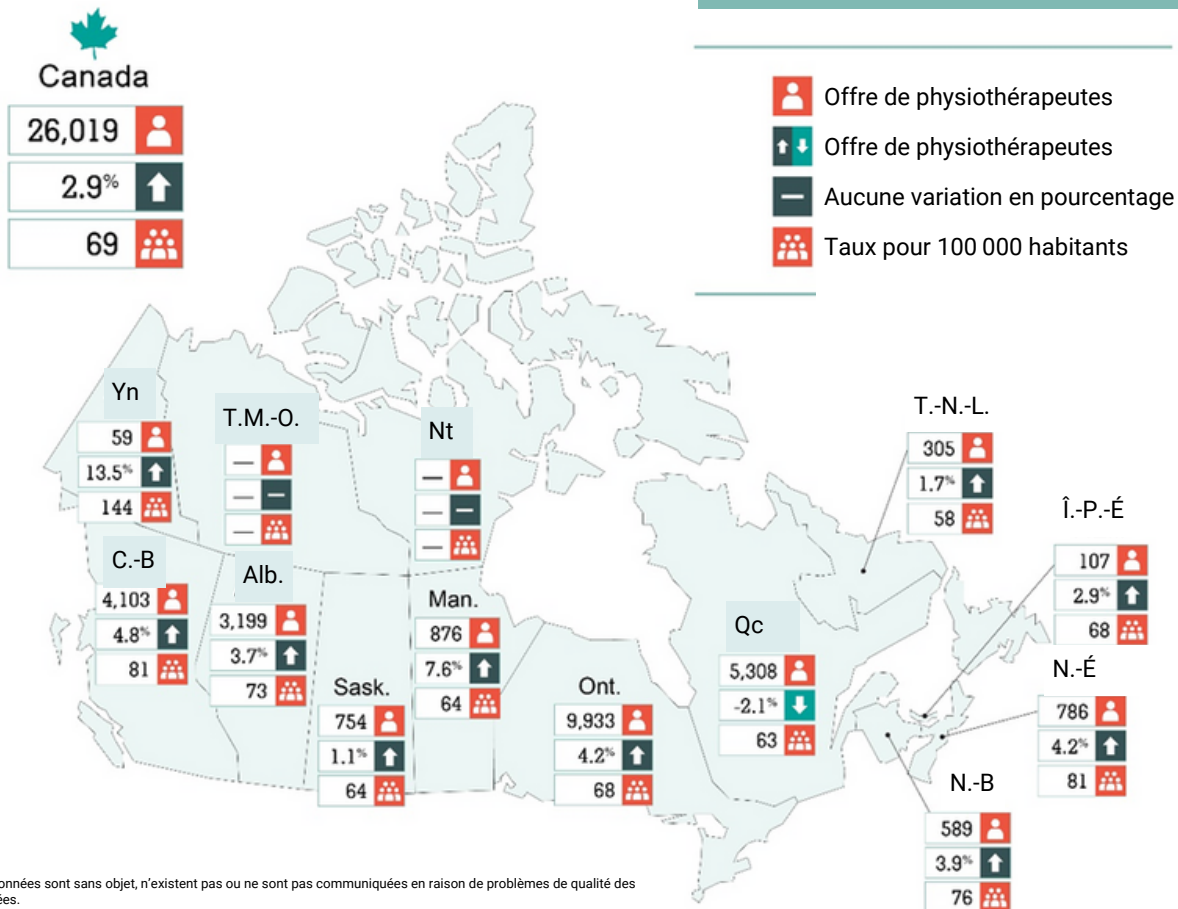 Canada
26,019
2.9%
69
Offre de physiothérapeutes
Offre de physiothérapeutes
Aucune variation en pourcentage
Taux pour 100 000 habitants
Yn
59
13.5%
144
T.M.-O.
—
—
—
Nt
—
—
—
C.-B
4,103
4.8%
81
Alb.
3,199
3.7%
73
Sask.
754
1.1%
64
Man.
876
7.6%
64
Ont.
9,933
4.2%
68
Qc
5,308
-2.1%
63
T.-N.-L.
305
1.7%
58
Î.-P.-É
107
2.9%
68
N.-É
786
4.2%
81
N.-B
589
3.9%
76
sont sans objet, n’existent pas ou ne sont pas communiquées en raison de problèmes de qualité des